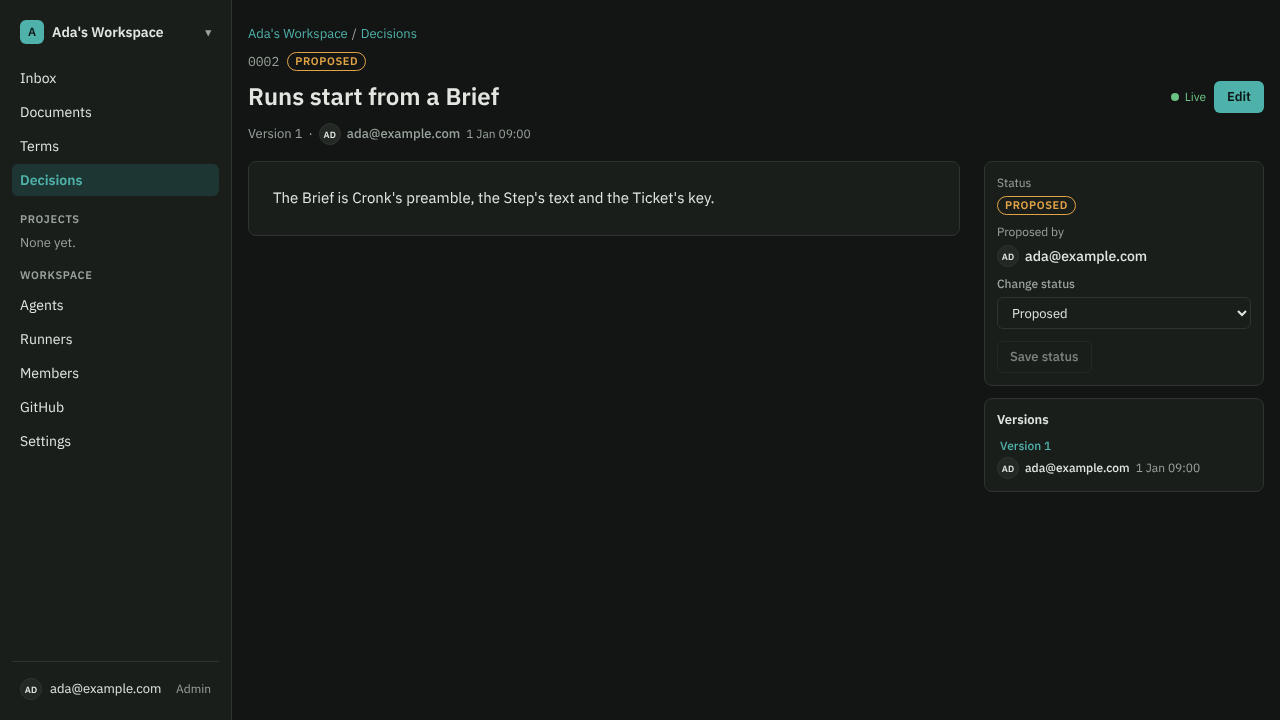 A Ada's Workspace ▾
Inbox
Documents
Terms
Decisions
PROJECTS
None yet.
WORKSPACE
Agents
Runners
Members
GitHub
Settings
AD ada@example.com Admin
Ada's Workspace / Decisions
0002 PROPOSED
Runs start from a Brief
Live Edit
Version 1 · AD ada@example.com 1 Jan 09:00
The Brief is Cronk's preamble, the Step's text and the Ticket's key.
Status
PROPOSED
Proposed by
AD ada@example.com
Change status
Proposed
Save status
Versions
Version 1
AD ada@example.com 1 Jan 09:00